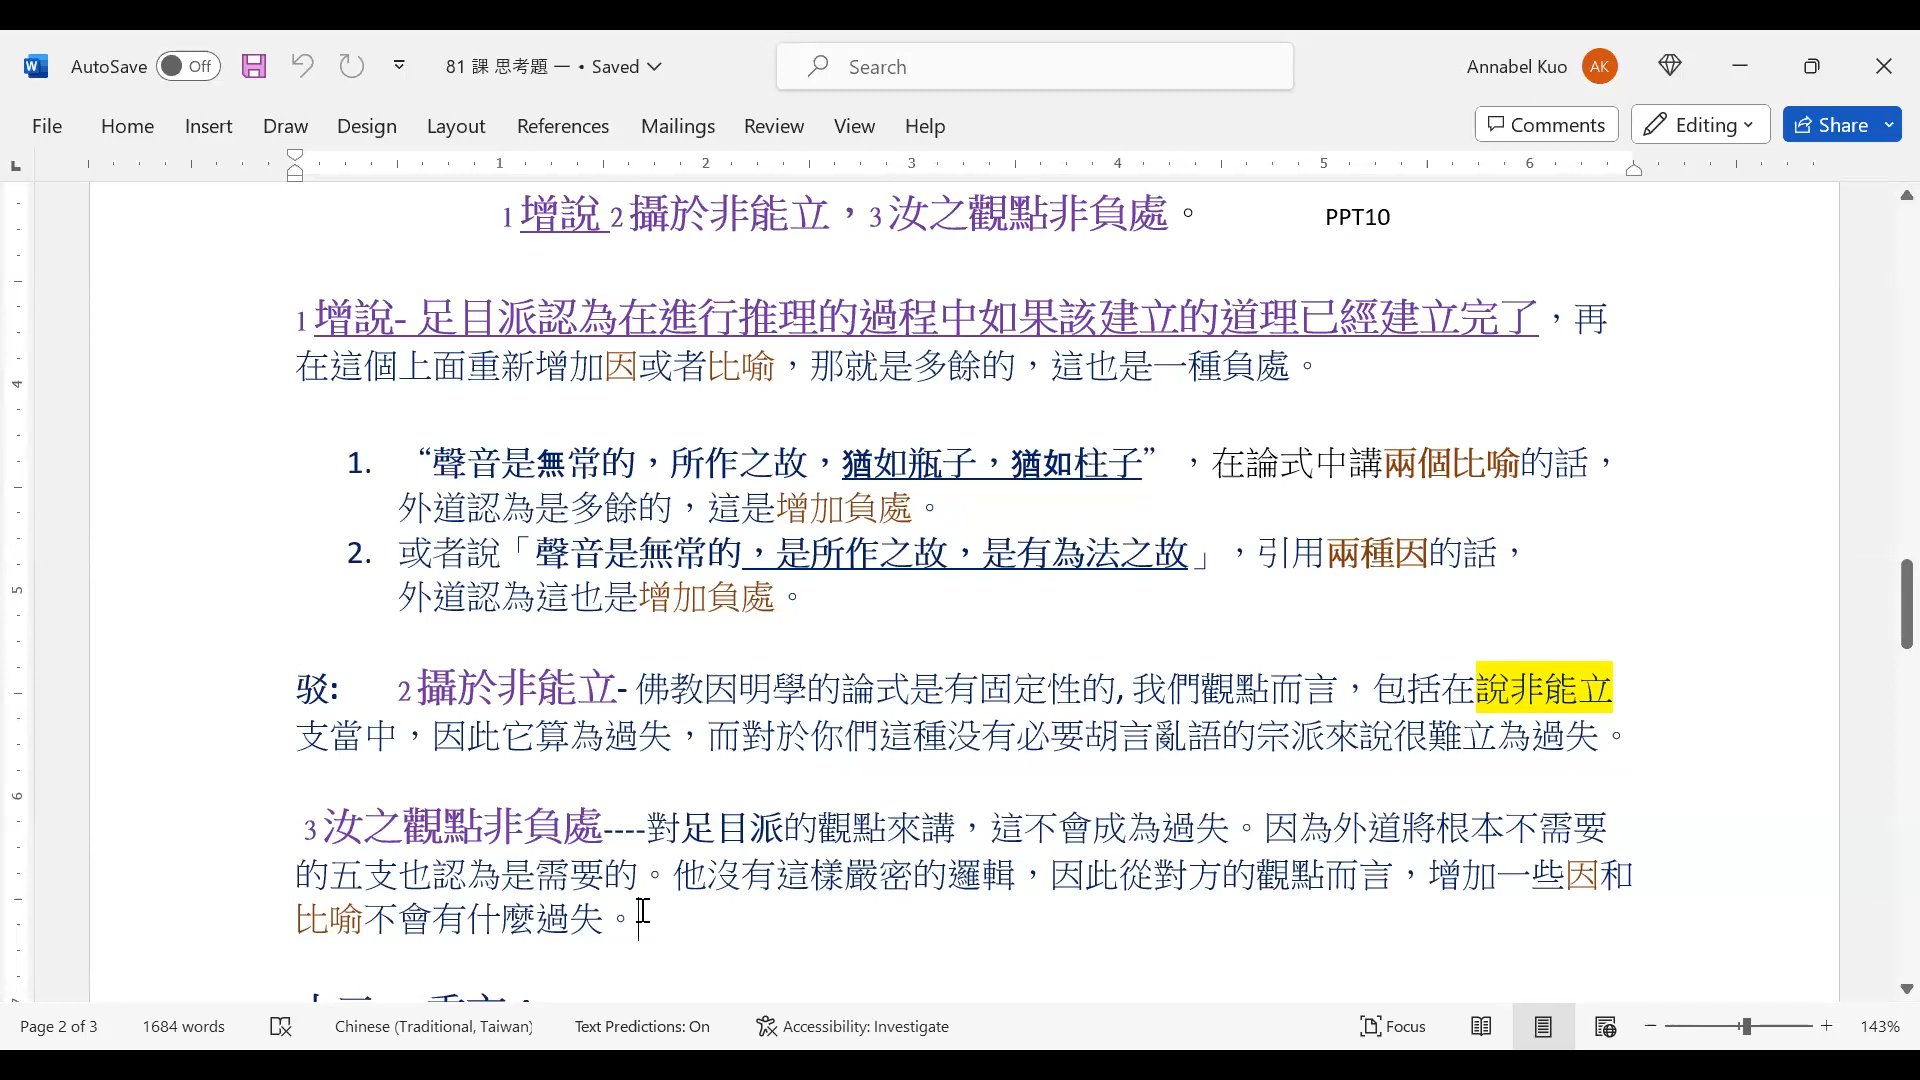 AutoSave Off 81 課 思考題 一 • Saved Search Annabel Kuo AK
File Home Insert Draw Design Layout References Mailings Review View Help Comments Editing Share
1 2 3 4 5 6
1 增說 2 攝於非能立，3 汝之觀點非負處。 PPT10
1 增說- 足目派認為在進行推理的過程中如果該建立的道理已經建立完了，再
在這個上面重新增加因或者比喻，那就是多餘的，這也是一種負處。
1. “聲音是無常的，所作之故，猶如瓶子，猶如柱子”，在論式中講兩個比喻的話，
外道認為是多餘的，這是增加負處。
2. 或者說「聲音是無常的，是所作之故，是有為法之故」，引用兩種因的話，
外道認為這也是增加負處。
驳: 2 攝於非能立- 佛教因明學的論式是有固定性的, 我們觀點而言，包括在說非能立
支當中，因此它算為過失，而對於你們這種没有必要胡言亂語的宗派來說很難立為過失。
3 汝之觀點非負處----對足目派的觀點來講，這不會成為過失。因為外道將根本不需要
的五支也認為是需要的。他沒有這樣嚴密的邏輯，因此從對方的觀點而言，增加一些因和
比喻不會有什麼過失。
4
5
6
Page 2 of 3 1684 words Chinese (Traditional, Taiwan) Text Predictions: On Accessibility: Investigate Focus 143%